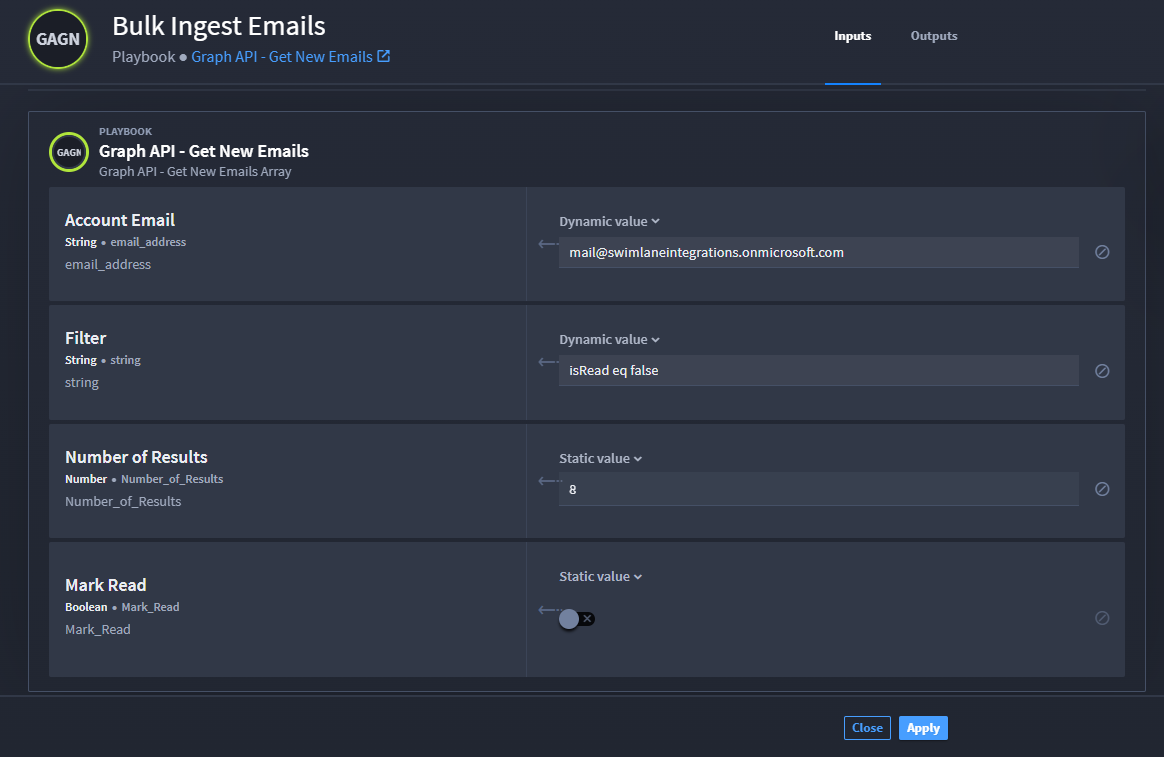 GAGN
Bulk Ingest Emails
Playbook ● Graph API - Get New Emails
Inputs
Outputs
GAGN
PLAYBOOK
Graph API - Get New Emails
Graph API - Get New Emails Array
Account Email
String • email_address
email_address
Dynamic value
mail@swimlaneintegrations.onmicrosoft.com
Filter
String • string
string
Dynamic value
isRead eq false
Number of Results
Number • Number_of_Results
Number_of_Results
Static value
8
Mark Read
Boolean • Mark_Read
Mark_Read
Static value
Close
Apply